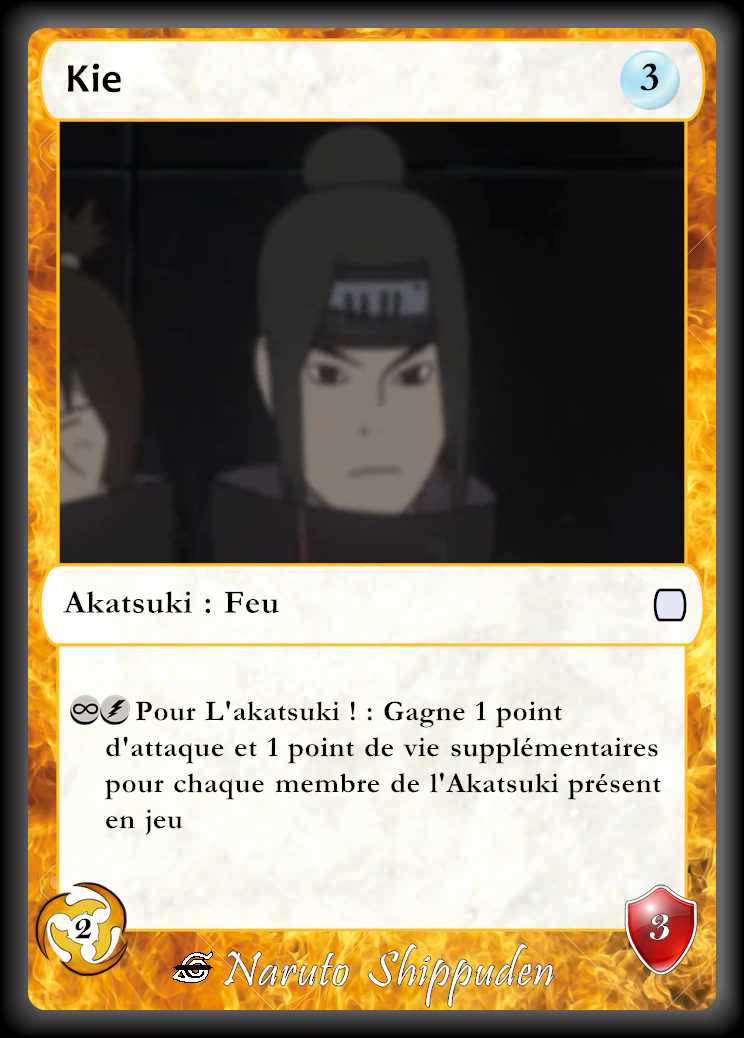 Kie
3
Akatsuki : Feu
Pour L'akatsuki ! : Gagne 1 point
d'attaque et 1 point de vie supplémentaires
pour chaque membre de l'Akatsuki présent
en jeu
2
3
Naruto Shippuden